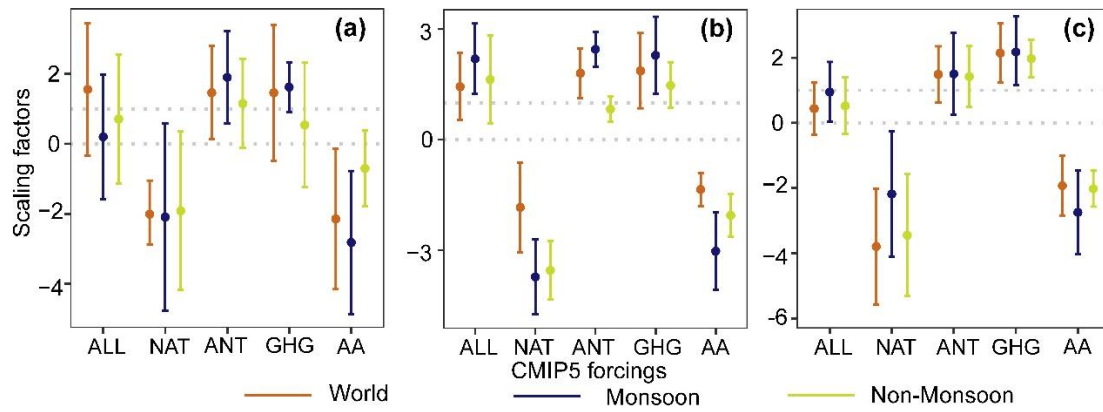 (a) (b) (c)
Scaling factors
2
0
−2
−4
3
0
−3
2
0
−2
−4
-6
ALL NAT ANT GHG AA
ALL NAT ANT GHG AA
ALL NAT ANT GHG AA
CMIP5 forcings
World Monsoon Non-Monsoon